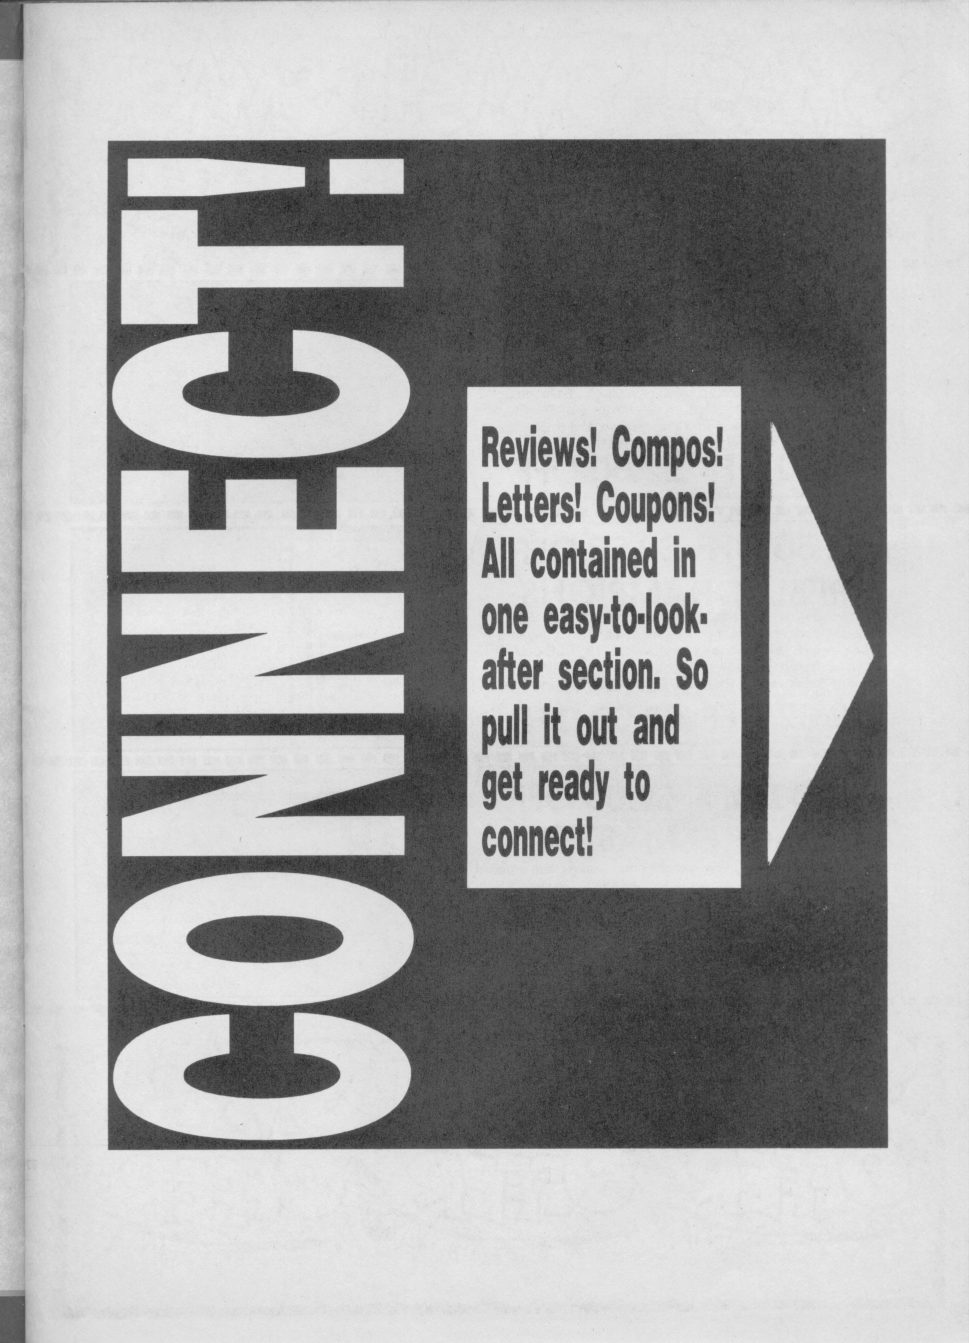 CONNECT!
Reviews! Compos!
Letters! Coupons!
All contained in
one easy-to-look-
after section. So
pull it out and
get ready to
connect!